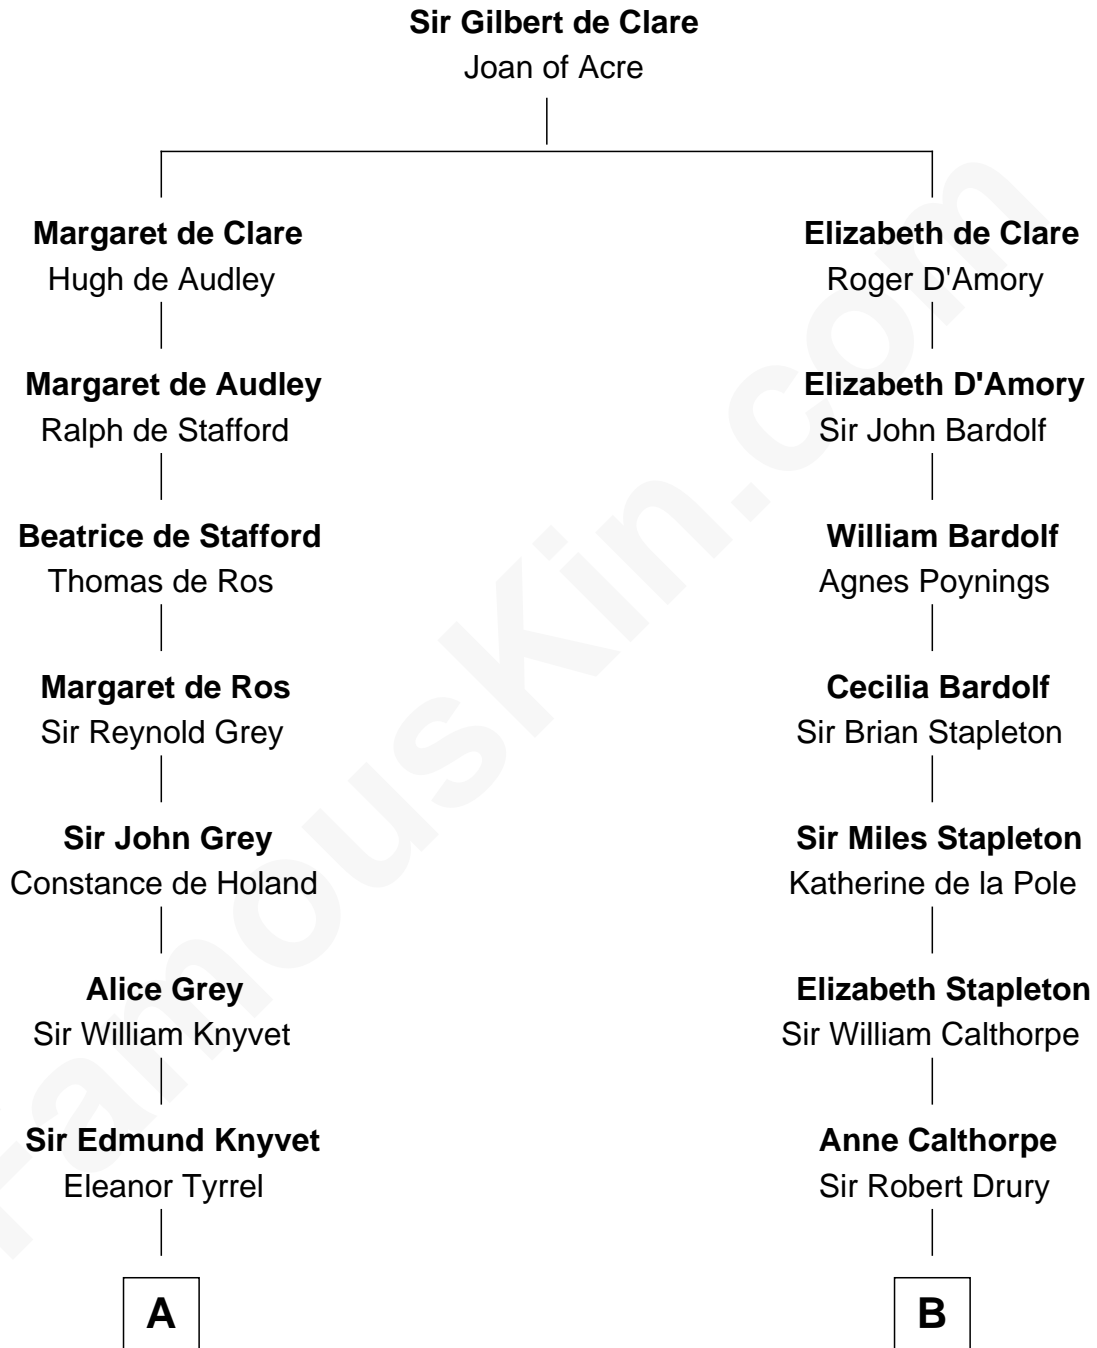 Sir Gilbert de Clare
Joan of Acre
Margaret de Clare
Hugh de Audley
Elizabeth de Clare
Roger D'Amory
Margaret de Audley
Ralph de Stafford
Elizabeth D'Amory
Sir John Bardolf
Beatrice de Stafford
Thomas de Ros
William Bardolf
Agnes Poynings
Margaret de Ros
Sir Reynold Grey
Cecilia Bardolf
Sir Brian Stapleton
Sir John Grey
Constance de Holand
Sir Miles Stapleton
Katherine de la Pole
Alice Grey
Sir William Knyvet
Elizabeth Stapleton
Sir William Calthorpe
Sir Edmund Knyvet
Eleanor Tyrrel
Anne Calthorpe
Sir Robert Drury
A
B
FamousKin.com